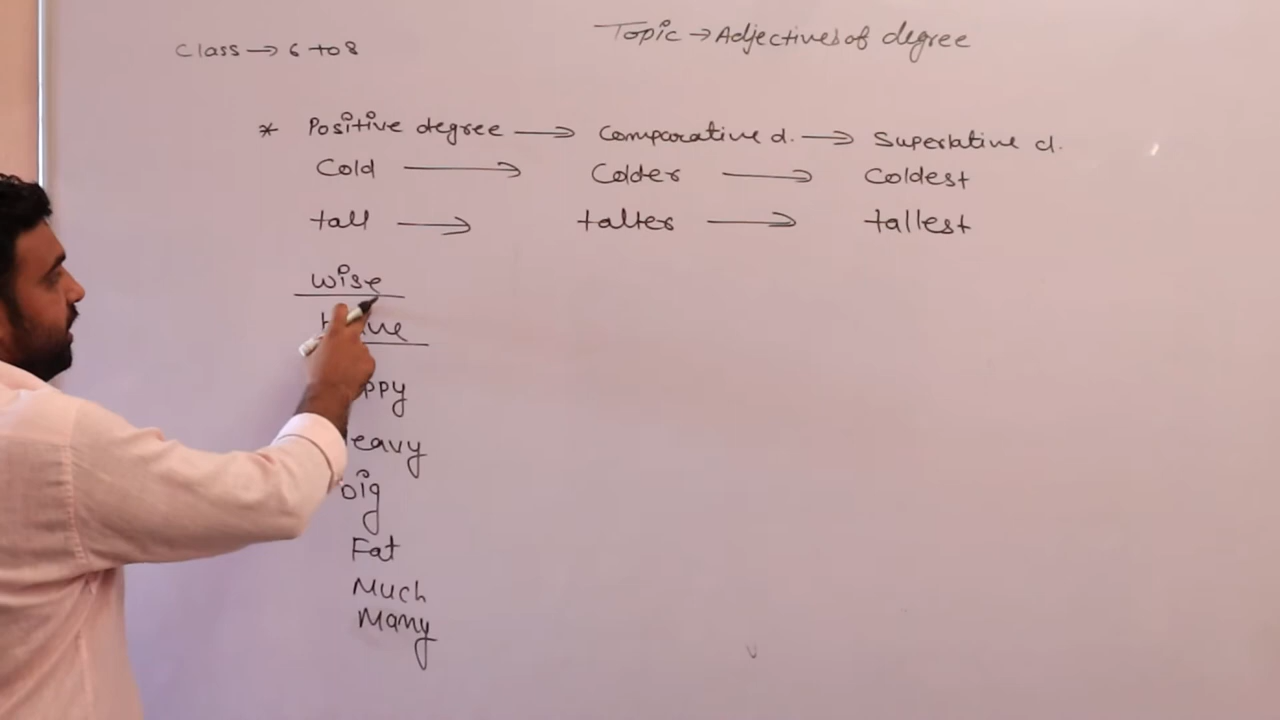 Topic → Adjectives of degree
Class → 6 to 8
* Positive degree → Comparative d. → Superlative d.
Cold → Colder → Coldest
tall → taller → tallest
wise
eavy
big
Fat
Much
Many